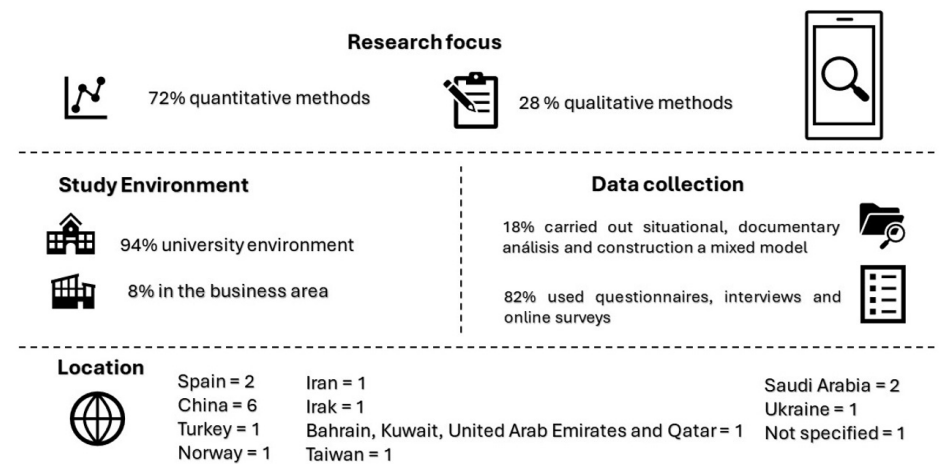 Research focus
72% quantitative methods
28 % qualitative methods
Study Environment
94% university environment
8% in the business area
Data collection
18% carried out situational, documentary
análisis and construction a mixed model
82% used questionnaires, interviews and
online surveys
Location
Spain = 2
China = 6
Turkey = 1
Norway = 1
Iran = 1
Irak = 1
Bahrain, Kuwait, United Arab Emirates and Qatar = 1
Taiwan = 1
Saudi Arabia = 2
Ukraine = 1
Not specified = 1